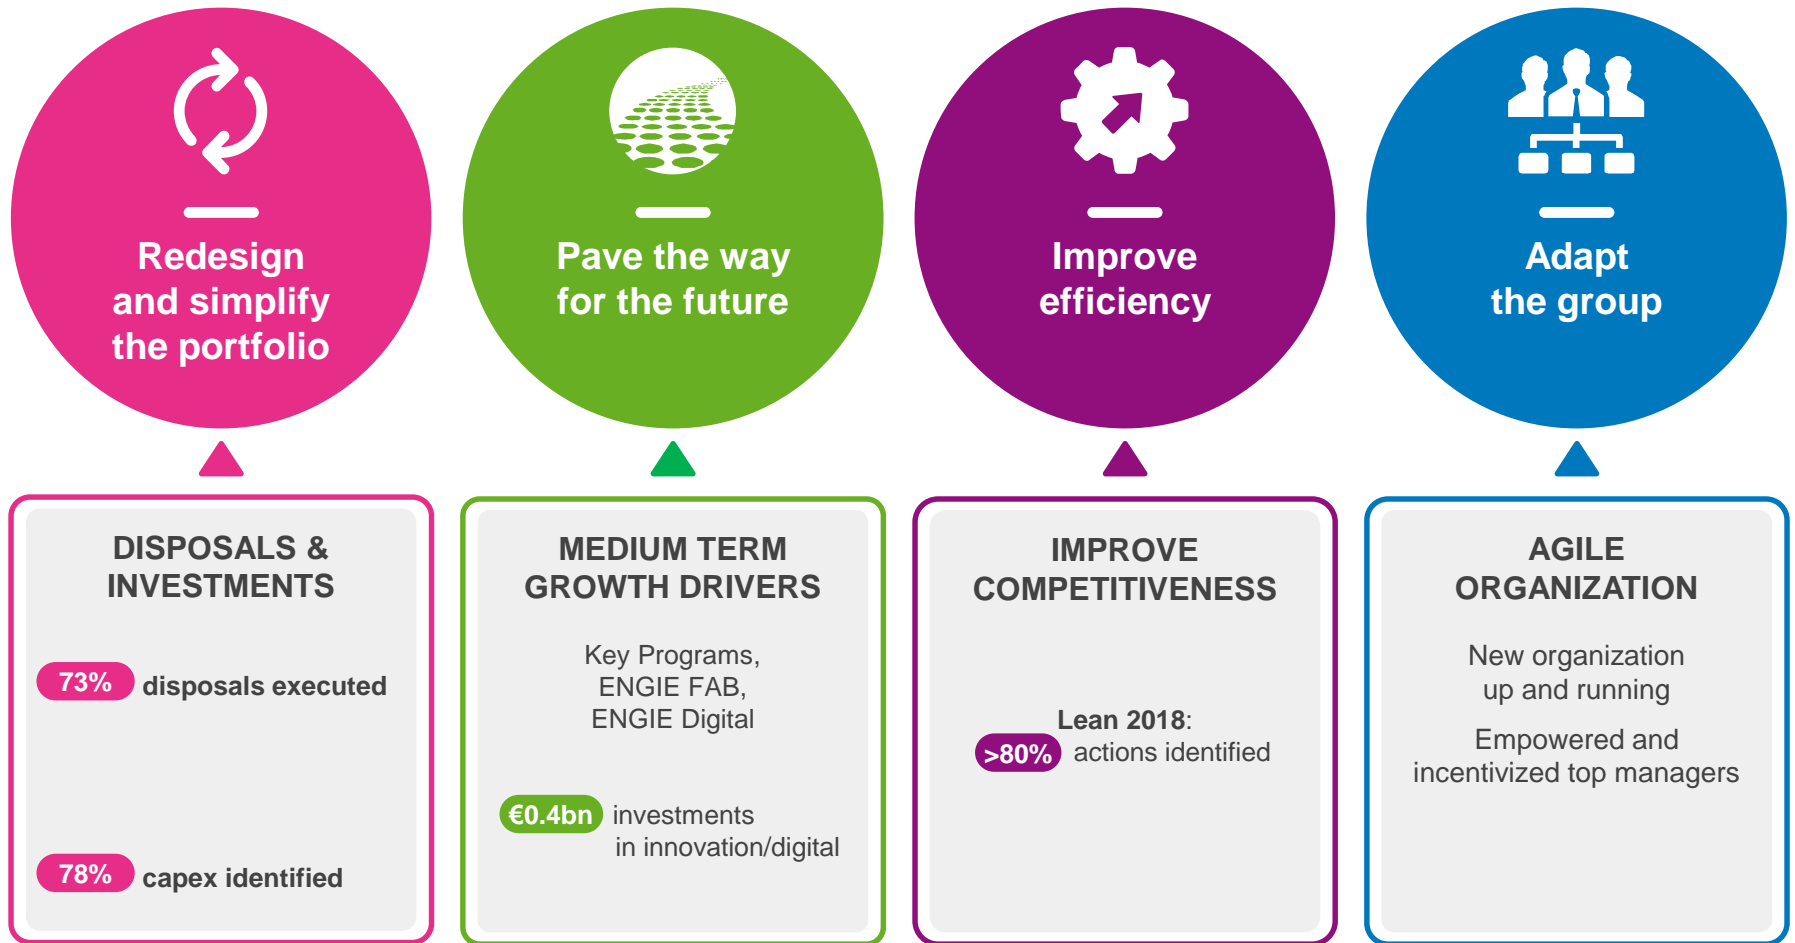 Redesign
and simplify
the portfolio
DISPOSALS &
INVESTMENTS
73% disposals executed
78% capex identified
Pave the way
for the future
MEDIUM TERM
GROWTH DRIVERS
Key Programs,
ENGIE FAB,
ENGIE Digital
€0.4bn investments
in innovation/digital
Improve
efficiency
IMPROVE
COMPETITIVENESS
Lean 2018:
>80% actions identified
Adapt
the group
AGILE
ORGANIZATION
New organization
up and running
Empowered and
incentivized top managers